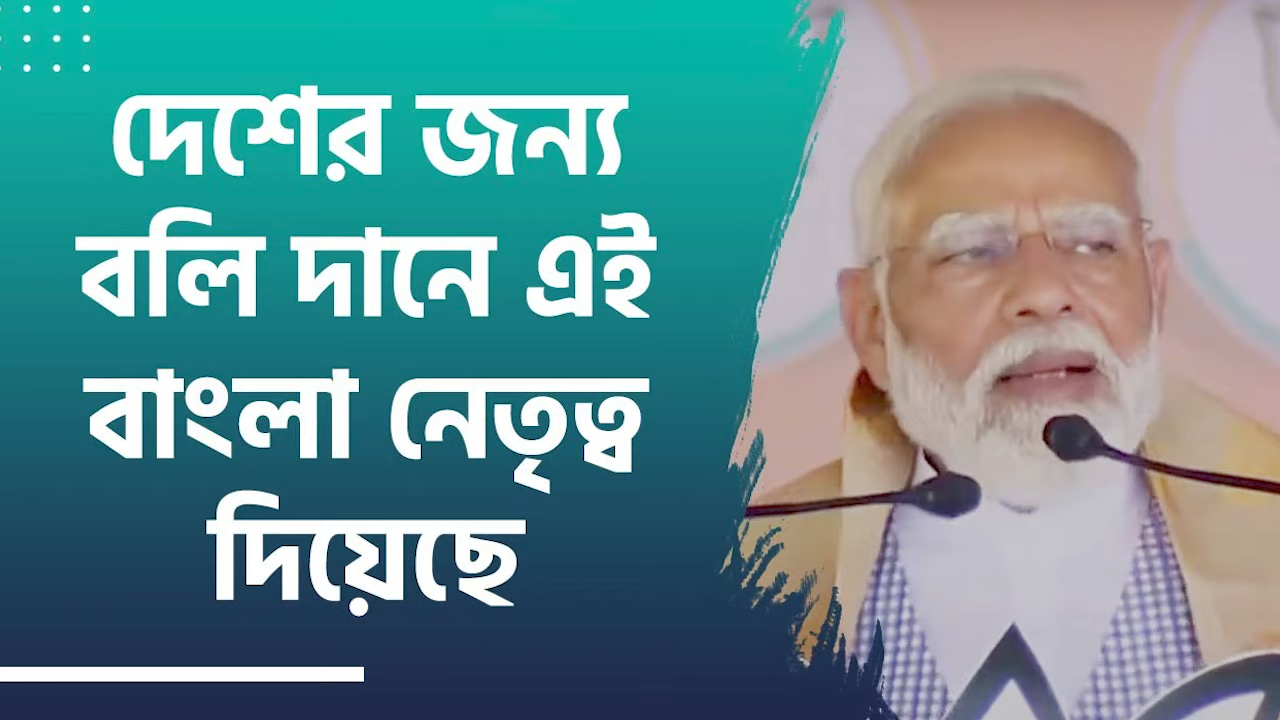 দেশের জন্য
বলি দানে এই
বাংলা নেতৃত্ব
দিয়েছে